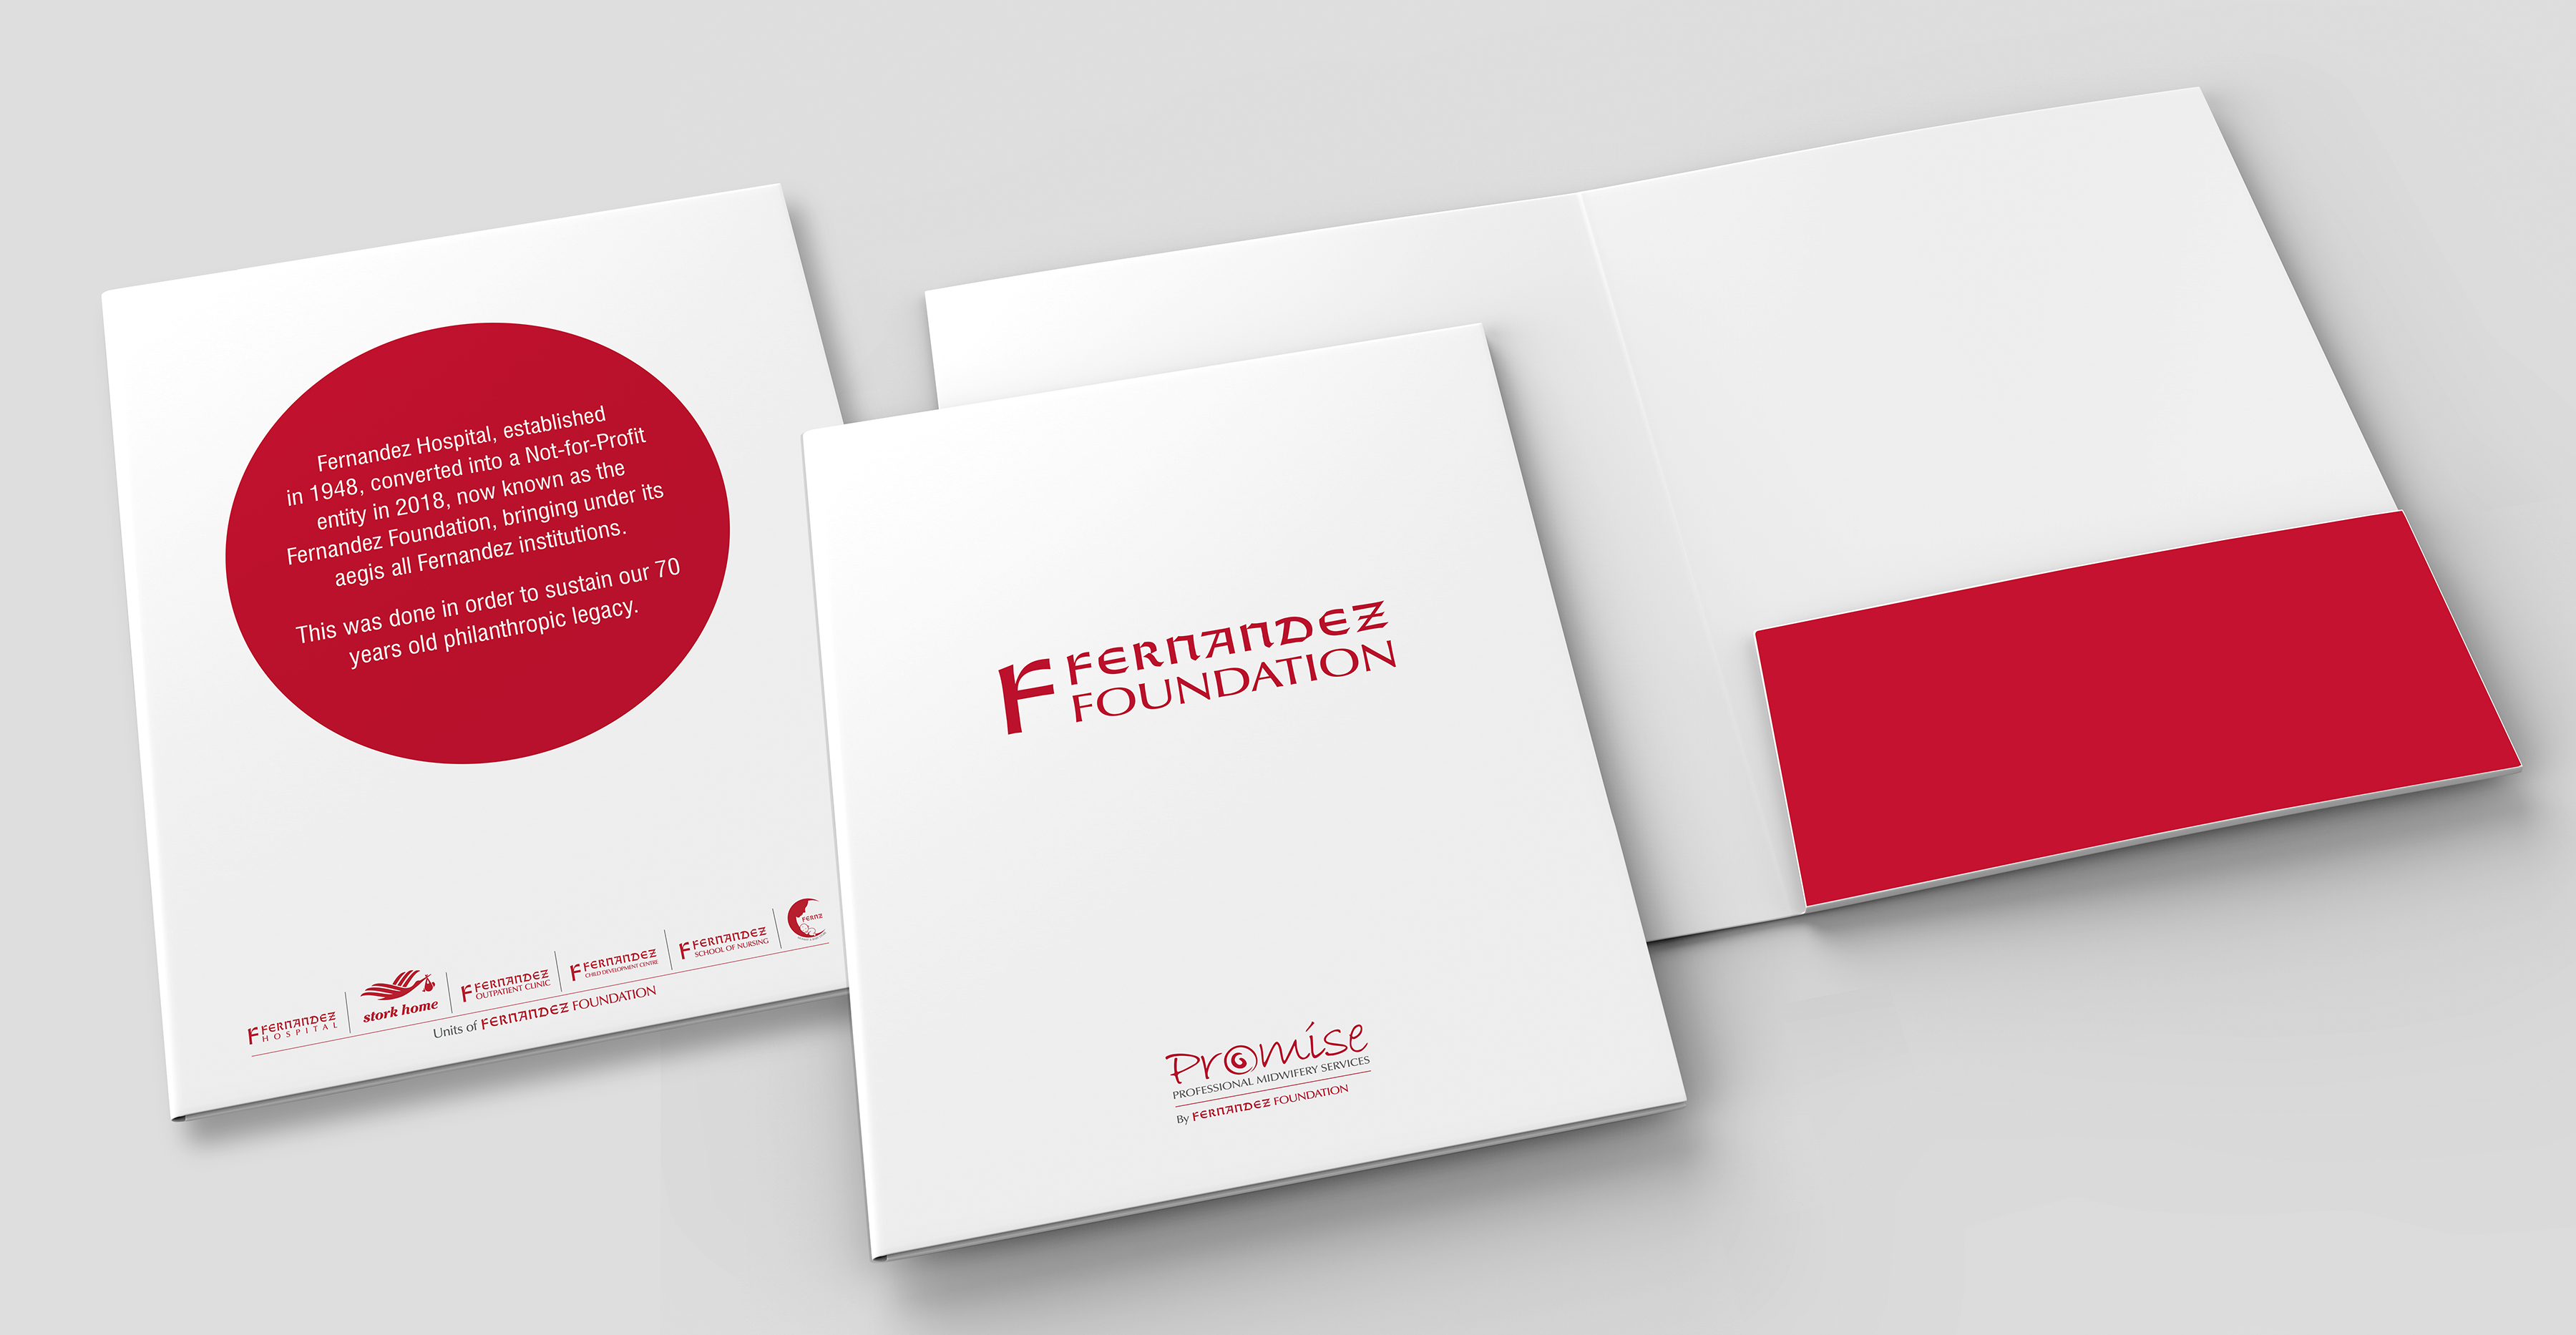 Fernandez Hospital, established
in 1948, converted into a Not-for-Profit
entity in 2018, now known as the
Fernandez Foundation, bringing under its
aegis all Fernandez institutions.
This was done in order to sustain our 70
years old philanthropic legacy.
FERNANDEZ
HOSPITAL
stork home
FERNANDEZ
OUTPATIENT CLINIC
FERNANDEZ
CHILD DEVELOPMENT CENTRE
FERNANDEZ
SCHOOL OF NURSING
FERNZ
Units of FERNANDEZ FOUNDATION
FERNANDEZ
FOUNDATION
Promise
PROFESSIONAL MIDWIFERY SERVICES
By FERNANDEZ FOUNDATION